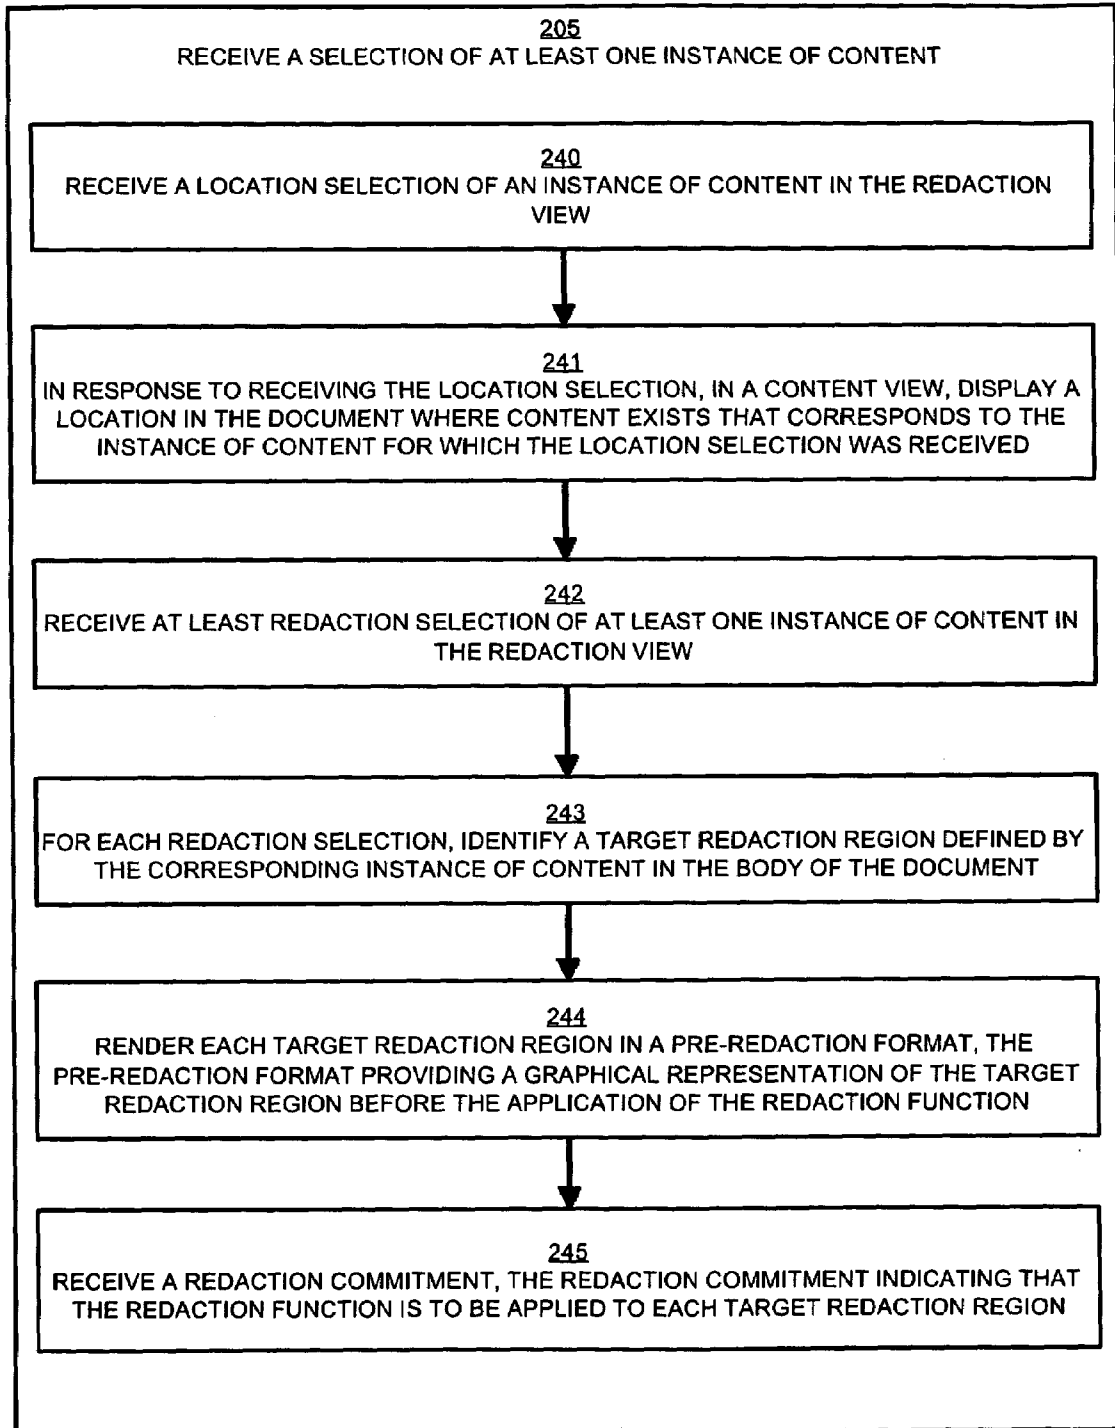 205
RECEIVE A SELECTION OF AT LEAST ONE INSTANCE OF CONTENT
240
RECEIVE A LOCATION SELECTION OF AN INSTANCE OF CONTENT IN THE REDACTION
VIEW
241
IN RESPONSE TO RECEIVING THE LOCATION SELECTION, IN A CONTENT VIEW, DISPLAY A
LOCATION IN THE DOCUMENT WHERE CONTENT EXISTS THAT CORRESPONDS TO THE
INSTANCE OF CONTENT FOR WHICH THE LOCATION SELECTION WAS RECEIVED
242
RECEIVE AT LEAST REDACTION SELECTION OF AT LEAST ONE INSTANCE OF CONTENT IN
THE REDACTION VIEW
243
FOR EACH REDACTION SELECTION, IDENTIFY A TARGET REDACTION REGION DEFINED BY
THE CORRESPONDING INSTANCE OF CONTENT IN THE BODY OF THE DOCUMENT
244
RENDER EACH TARGET REDACTION REGION IN A PRE-REDACTION FORMAT, THE
PRE-REDACTION FORMAT PROVIDING A GRAPHICAL REPRESENTATION OF THE TARGET
REDACTION REGION BEFORE THE APPLICATION OF THE REDACTION FUNCTION
245
RECEIVE A REDACTION COMMITMENT, THE REDACTION COMMITMENT INDICATING THAT
THE REDACTION FUNCTION IS TO BE APPLIED TO EACH TARGET REDACTION REGION